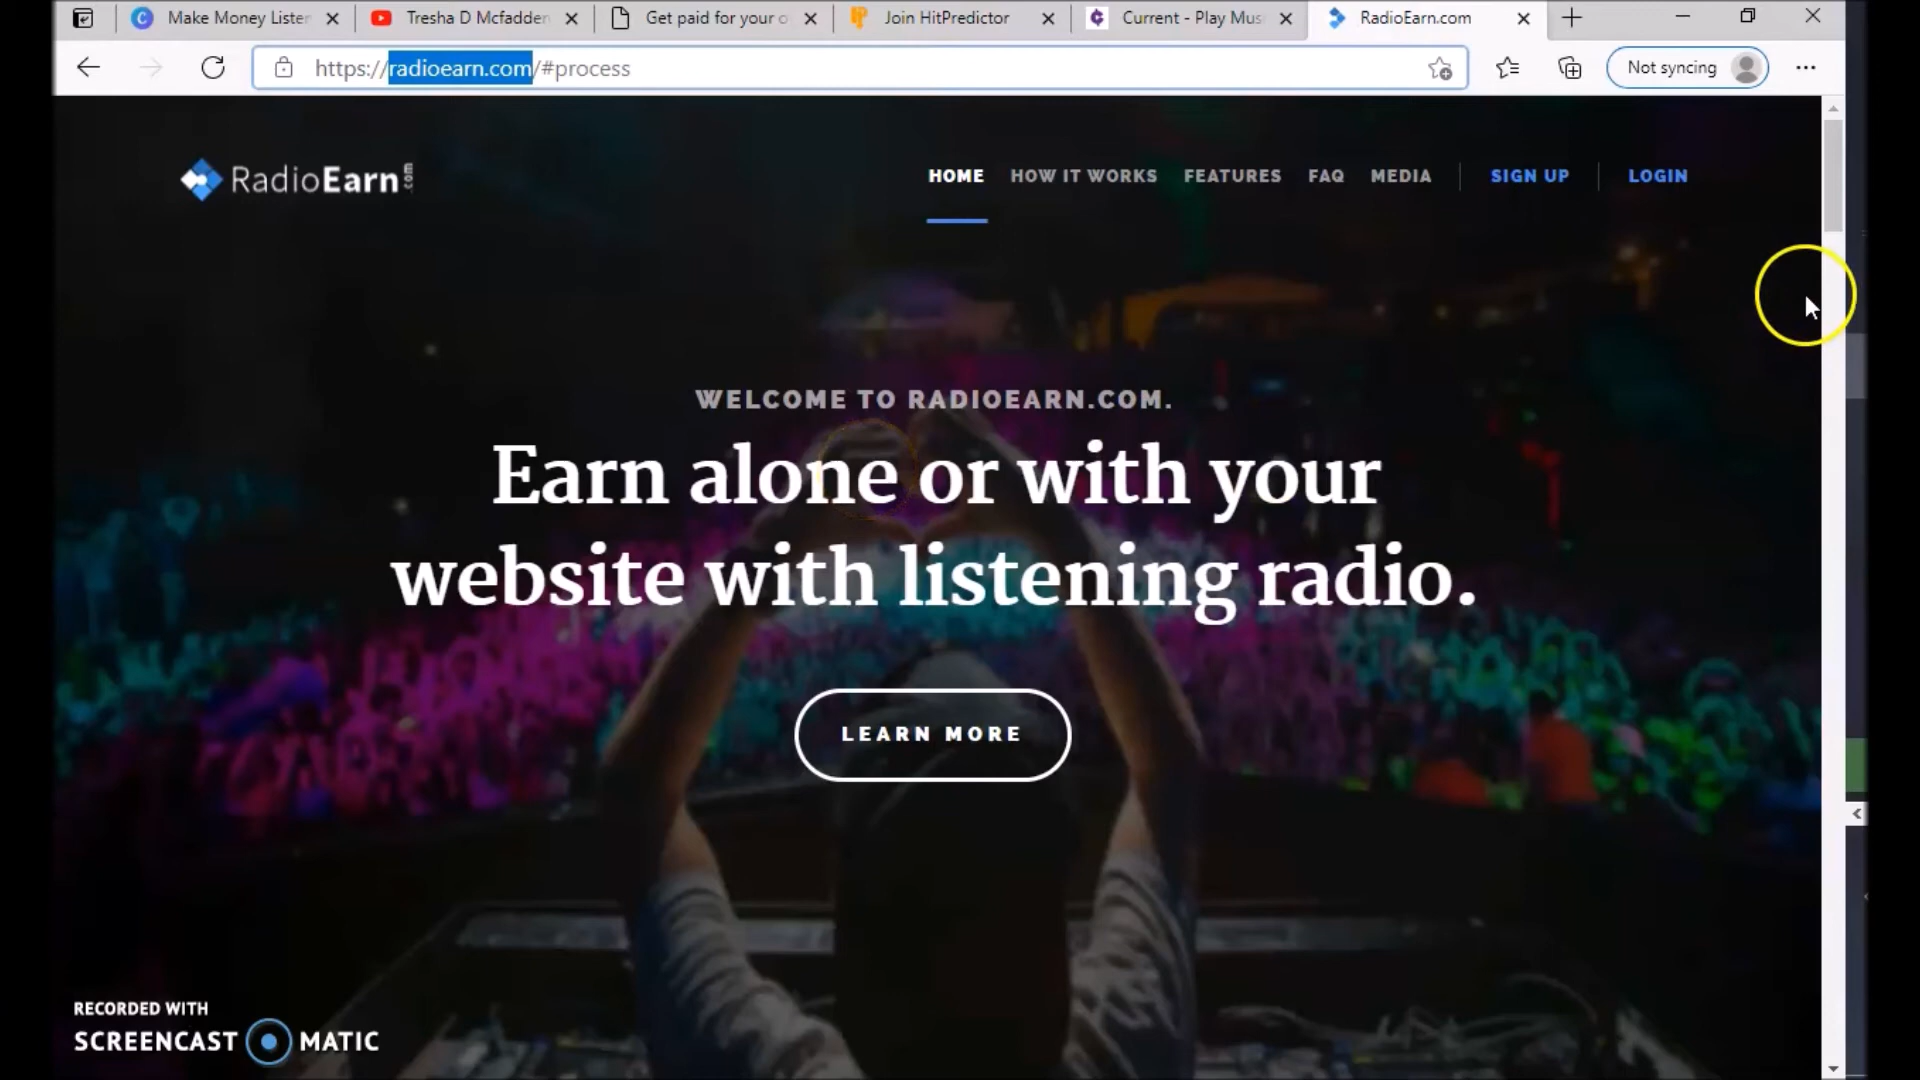 Make Money Listen
Tresha D Mcfadden
Get paid for your o
Join HitPredictor
Current - Play Mus
RadioEarn.com
https://radioearn.com/#process
Not syncing
RadioEarn.com
HOME
HOW IT WORKS
FEATURES
FAQ
MEDIA
SIGN UP
LOGIN
WELCOME TO RADIOEARN.COM.
Earn alone or with your
website with listening radio.
LEARN MORE
RECORDED WITH
SCREENCAST MATIC